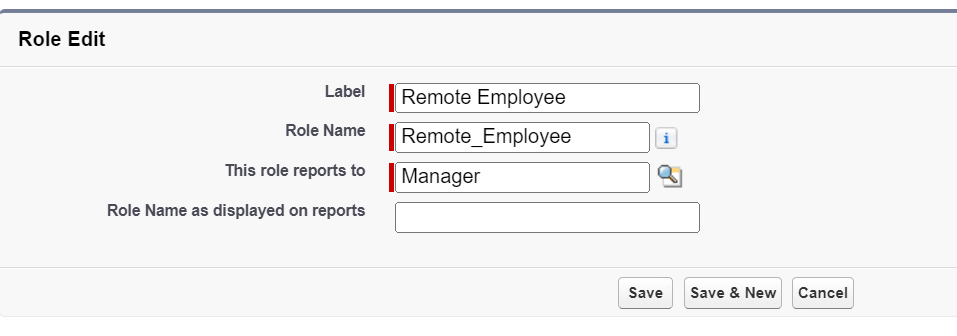 Role Edit
Label Remote Employee
Role Name Remote_Employee i
This role reports to Manager
Role Name as displayed on reports
Save Save & New Cancel